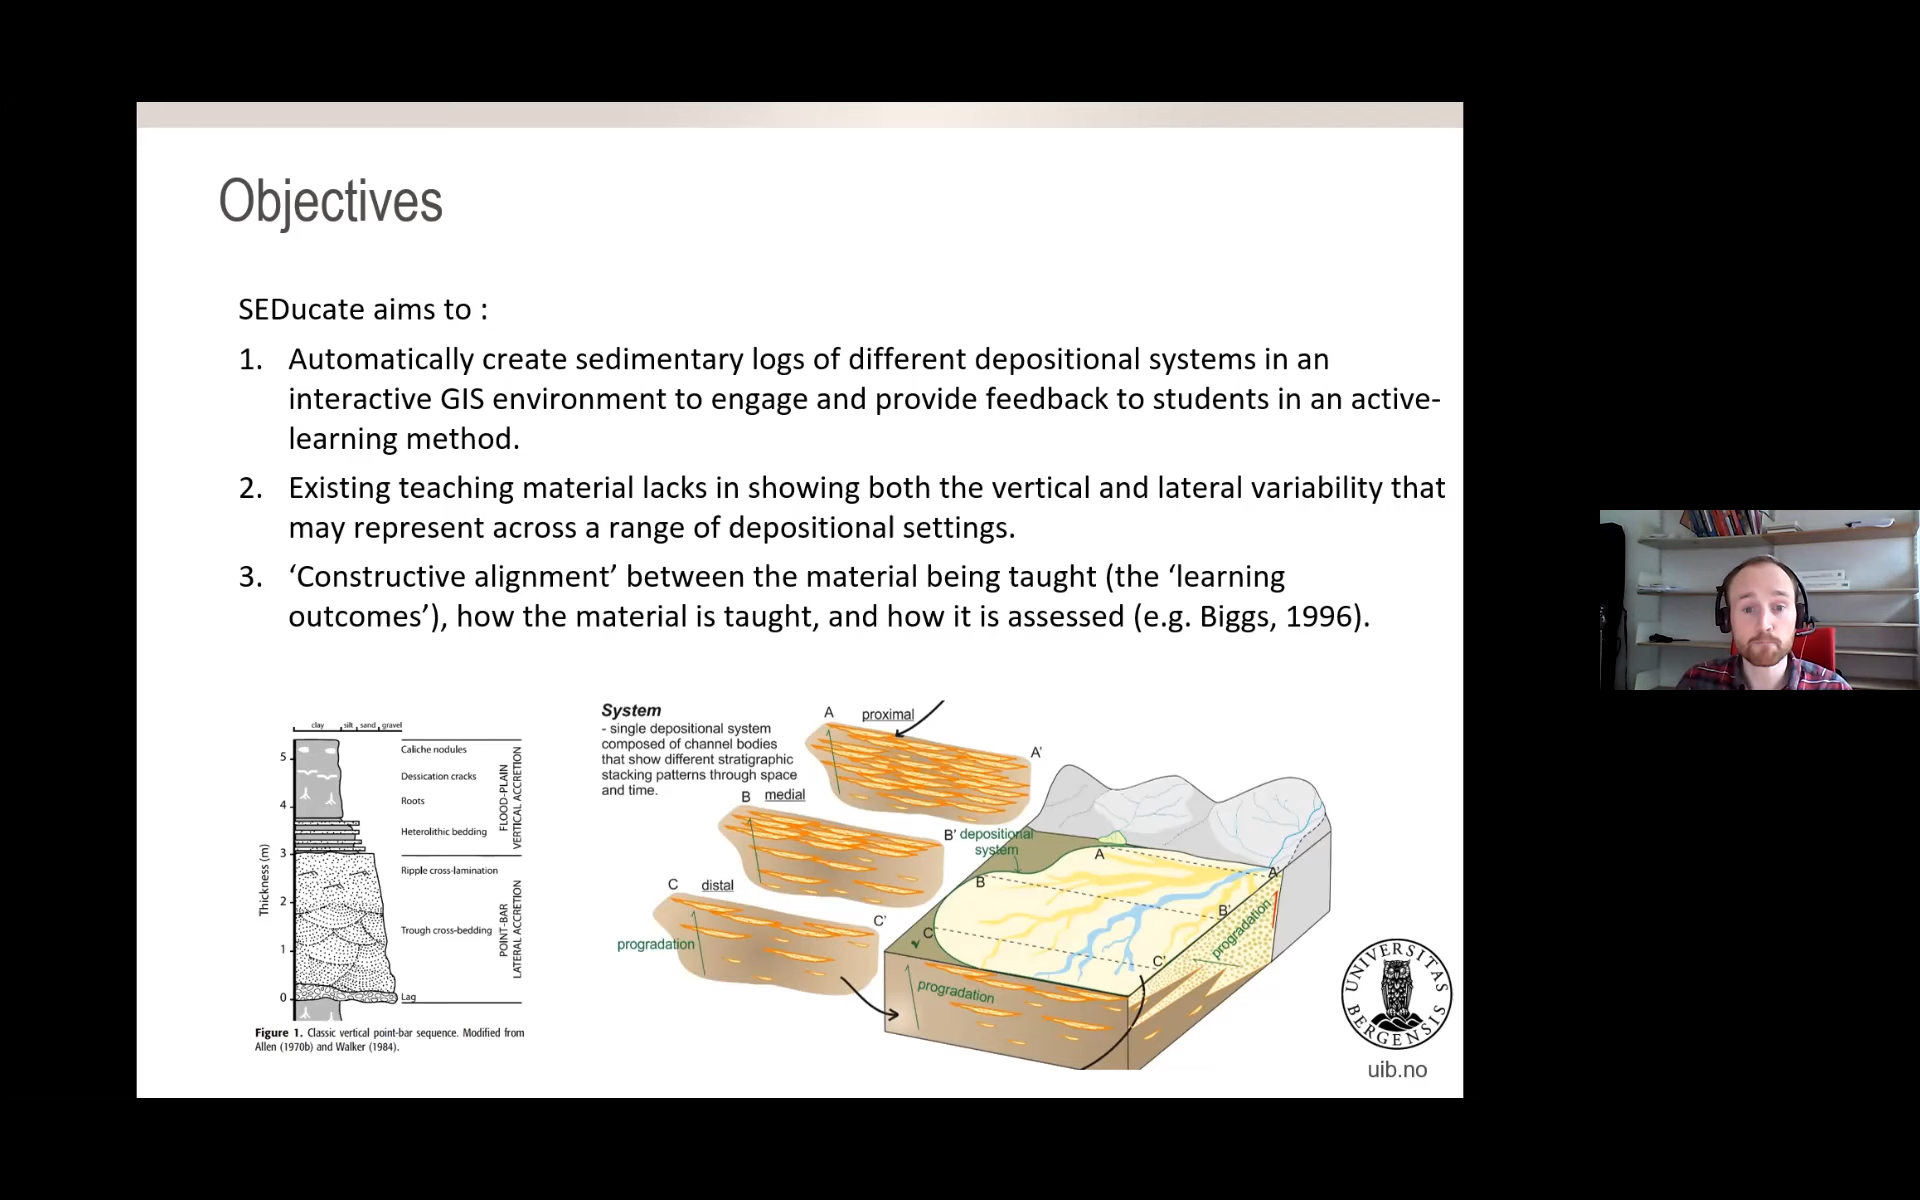 Objectives
SEDucate aims to :
1. Automatically create sedimentary logs of different depositional systems in an
interactive GIS environment to engage and provide feedback to students in an active-
learning method.
2. Existing teaching material lacks in showing both the vertical and lateral variability that
may represent across a range of depositional settings.
3. ‘Constructive alignment’ between the material being taught (the ‘learning
outcomes’), how the material is taught, and how it is assessed (e.g. Biggs, 1996).
clay silt sand gravel
5
4
3
2
1
0
Thickness (m)
Caliche nodules
Dessication cracks
Roots
Heterolithic bedding
Ripple cross-lamination
Trough cross-bedding
Lag
FLOOD-PLAIN
VERTICAL ACCRETION
POINT-BAR
LATERAL ACCRETION
Figure 1. Classic vertical point-bar sequence. Modified from
Allen (1970b) and Walker (1984).
System
- single depositional system
composed of channel bodies
that show different stratigraphic
stacking patterns through space
and time.
A proximal
A'
B medial
B'
C distal
C'
progradation
depositional
system
A
A'
B
B'
C
C'
progradation
progradation
UNIVERSITAS
BERGENSIS
uib.no